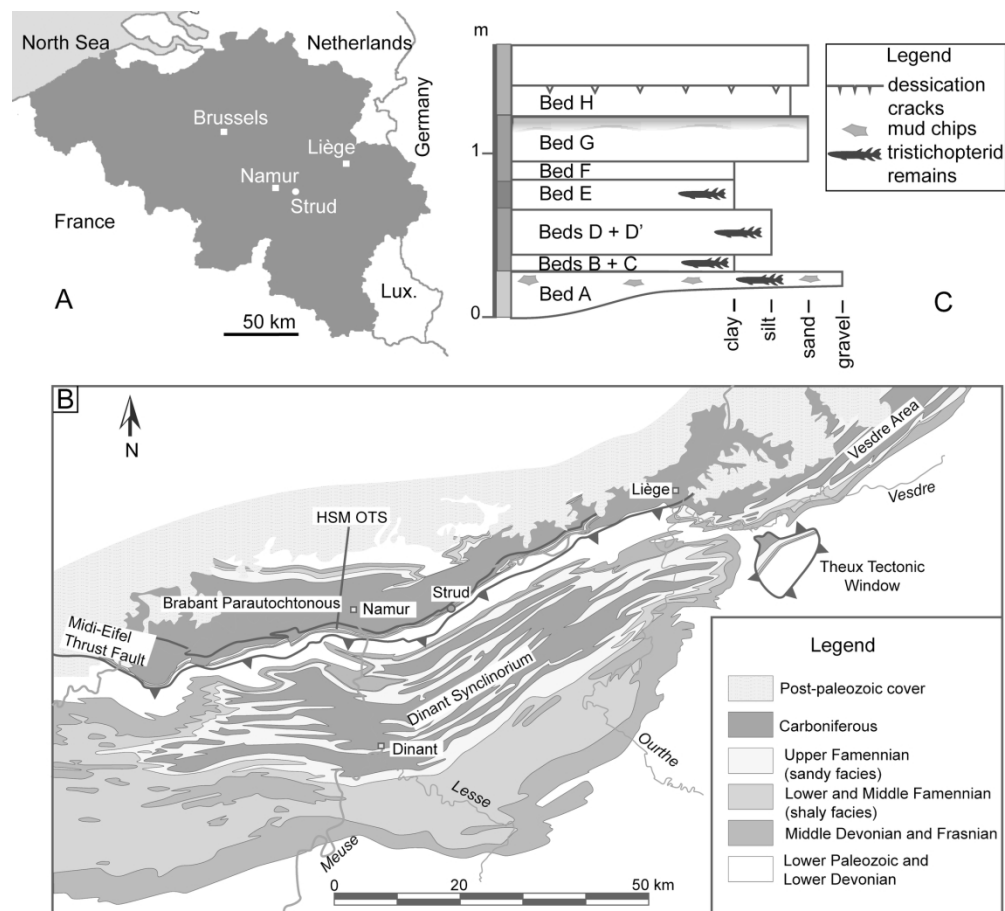 North Sea
Netherlands
Germany
Brussels
Liège
Namur
Strud
France
Lux.
A
50 km
m
1
0
Bed H
Bed G
Bed F
Bed E
Beds D + D’
Beds B + C
Bed A
clay
silt
sand
gravel
C
Legend
dessication
cracks
mud chips
tristichopterid
remains
B
N
HSM OTS
Liège
Vesdre Area
Vesdre
Theux Tectonic
Window
Brabant Parautochtonous
Namur
Strud
Midi-Eifel
Thrust Fault
Dinant Synclinorium
Dinant
Ourthe
Lesse
Meuse
0
20
50 km
Legend
Post-paleozoic cover
Carboniferous
Upper Famennian
(sandy facies)
Lower and Middle Famennian
(shaly facies)
Middle Devonian and Frasnian
Lower Paleozoic and
Lower Devonian